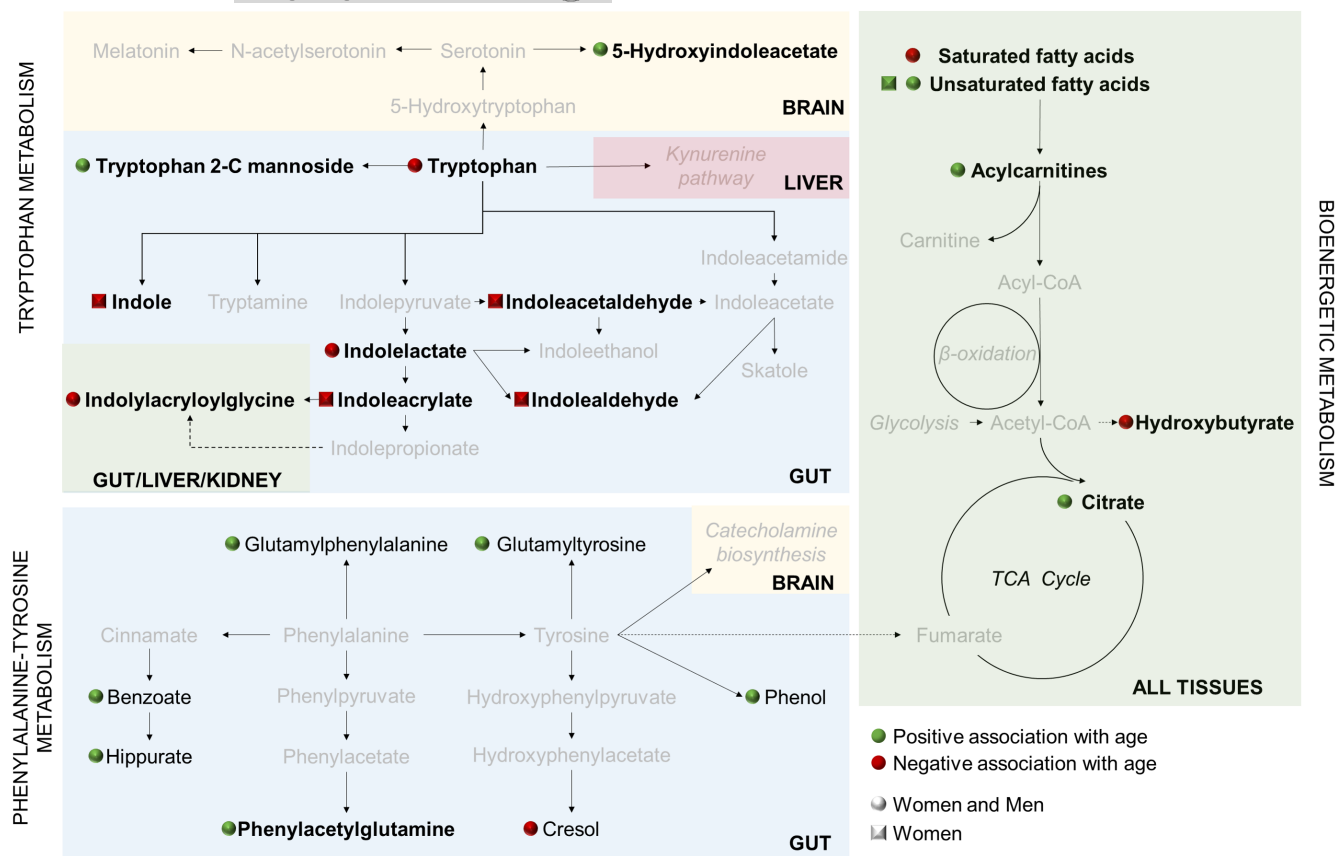 TRYPTOPHAN METABOLISM
Melatonin
N-acetylserotonin
Serotonin
5-Hydroxyindoleacetate
5-Hydroxytryptophan
BRAIN
Tryptophan 2-C mannoside
Tryptophan
Kynurenine
pathway
LIVER
Indoleacetamide
Indole
Tryptamine
Indolepyruvate
Indoleacetaldehyde
Indoleacetate
Indolelactate
Indoleethanol
Skatole
Indolylacryloylglycine
Indoleacrylate
Indolealdehyde
Indolepropionate
GUT/LIVER/KIDNEY
GUT
PHENYLALANINE-TYROSINE
METABOLISM
Glutamylphenylalanine
Glutamyltyrosine
Catecholamine
biosynthesis
BRAIN
Cinnamate
Phenylalanine
Tyrosine
Benzoate
Phenylpyruvate
Hydroxyphenylpyruvate
Phenol
Hippurate
Phenylacetate
Hydroxyphenylacetate
Phenylacetylglutamine
Cresol
GUT
BIOENERGETIC METABOLISM
Saturated fatty acids
Unsaturated fatty acids
Acylcarnitines
Carnitine
Acyl-CoA
β-oxidation
Glycolysis
Acetyl-CoA
Hydroxybutyrate
Citrate
TCA Cycle
Fumarate
ALL TISSUES
Positive association with age
Negative association with age
Women and Men
Women